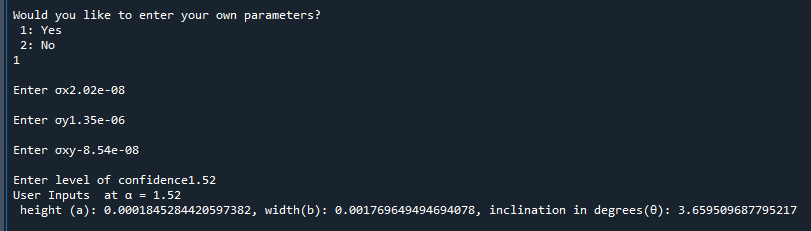 Would you like to enter your own parameters?
1: Yes
2: No
1
Enter σx2.02e-08
Enter σy1.35e-06
Enter σxy-8.54e-08
Enter level of confidence1.52
User Inputs  at α = 1.52
height (a): 0.0001845284420597382, width(b): 0.001769649494694078, inclination in degrees(θ): 3.659509687795217